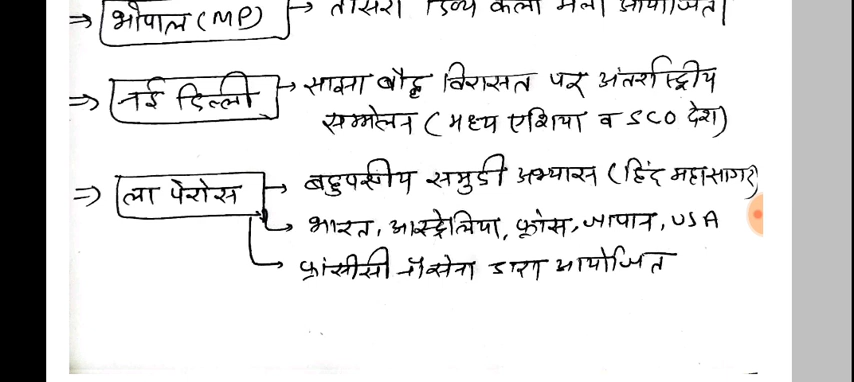 ⇒ भोपाल (MP) → तीसरा दिव्य कला मेला आयोजित
⇒ नई दिल्ली → साझा बौद्ध विरासत पर अंतर्राष्ट्रीय
सम्मेलन (मध्य एशिया व SCO देश)
⇒ ला पेरोस → बहुपक्षीय समुद्री अभ्यास (हिंद महासागर)
→ भारत, आस्ट्रेलिया, फ्रांस, जापान, USA
→ फ्रांसीसी नौसेना द्वारा आयोजित